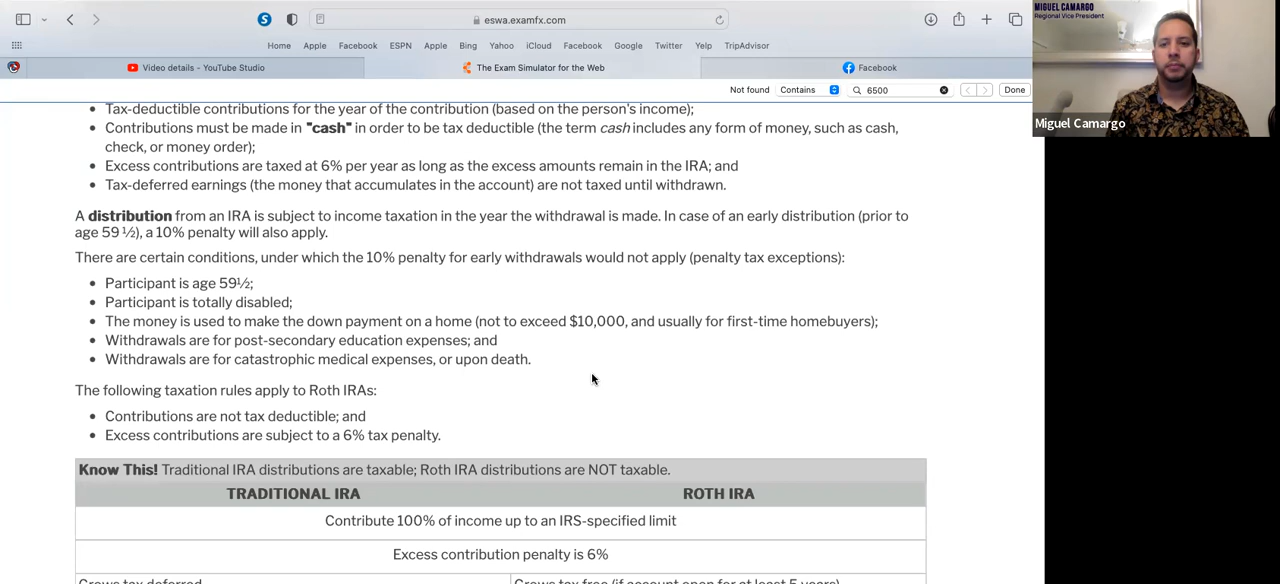 eswa.examfx.com
Home Apple Facebook ESPN Apple Bing Yahoo iCloud Facebook Google Twitter Yelp TripAdvisor
Video details - YouTube Studio The Exam Simulator for the Web Facebook
Not found Contains 6500 Done
MIGUEL CAMARGO
Regional Vice President
Miguel Camargo
• Tax-deductible contributions for the year of the contribution (based on the person's income);
• Contributions must be made in "cash" in order to be tax deductible (the term cash includes any form of money, such as cash,
check, or money order);
• Excess contributions are taxed at 6% per year as long as the excess amounts remain in the IRA; and
• Tax-deferred earnings (the money that accumulates in the account) are not taxed until withdrawn.
A distribution from an IRA is subject to income taxation in the year the withdrawal is made. In case of an early distribution (prior to
age 59 ½), a 10% penalty will also apply.
There are certain conditions, under which the 10% penalty for early withdrawals would not apply (penalty tax exceptions):
• Participant is age 59½;
• Participant is totally disabled;
• The money is used to make the down payment on a home (not to exceed $10,000, and usually for first-time homebuyers);
• Withdrawals are for post-secondary education expenses; and
• Withdrawals are for catastrophic medical expenses, or upon death.
The following taxation rules apply to Roth IRAs:
• Contributions are not tax deductible; and
• Excess contributions are subject to a 6% tax penalty.
Know This! Traditional IRA distributions are taxable; Roth IRA distributions are NOT taxable.
TRADITIONAL IRA ROTH IRA
Contribute 100% of income up to an IRS-specified limit
Excess contribution penalty is 6%
Grows tax deferred Grows tax free (if account open for at least 5 years)